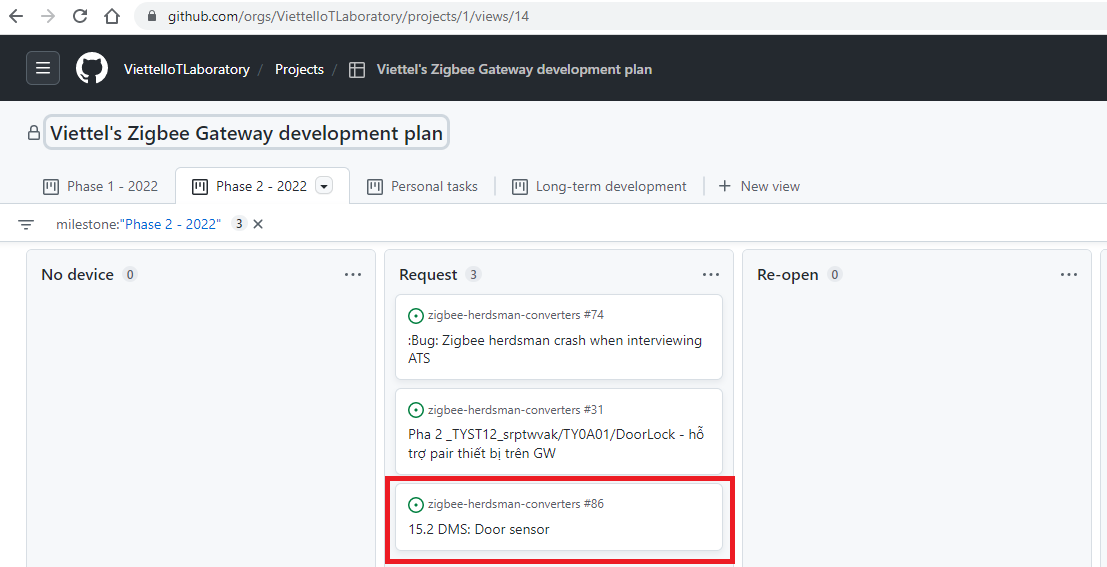 github.com/orgs/ViettelIoTLaboratory/projects/1/views/14
ViettelIoTLaboratory / Projects / Viettel's Zigbee Gateway development plan
Viettel's Zigbee Gateway development plan
Phase 1 - 2022 Phase 2 - 2022 Personal tasks Long-term development + New view
milestone:"Phase 2 - 2022" 3
No device 0
Request 3
zigbee-herdsman-converters #74
:Bug: Zigbee herdsman crash when interviewing
ATS
zigbee-herdsman-converters #31
Pha 2 _TYST12_srptwvak/TY0A01/DoorLock - hỗ
trợ pair thiết bị trên GW
zigbee-herdsman-converters #86
15.2 DMS: Door sensor
Re-open 0